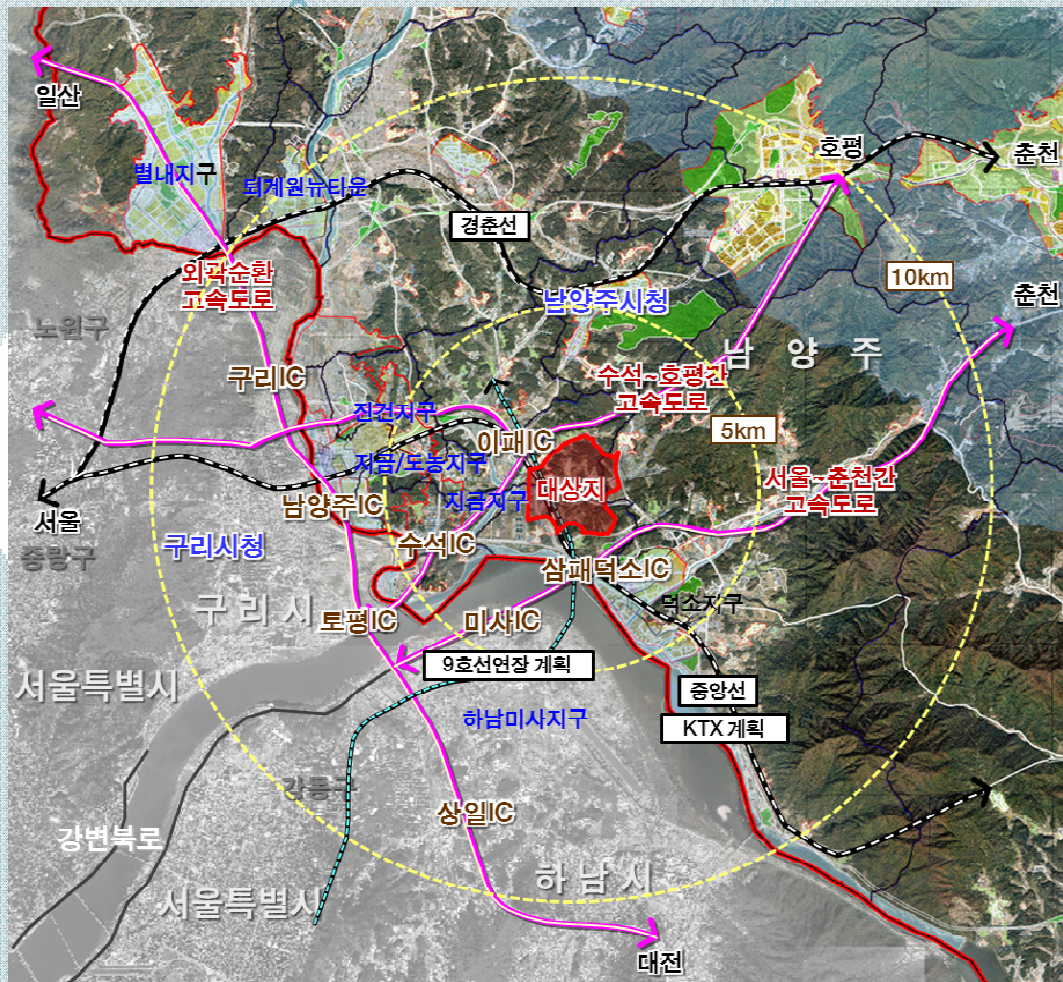 일산
별내지구
퇴계원뉴타운
호평
춘천
경춘선
외곽순환
고속도로
10km
남양주시청
춘천
노원구
남 양 주
구리IC
수석~호평간
고속도로
진건지구
5km
이패IC
지금/도농지구
서울~춘천간
고속도로
대상지
지금지구
남양주IC
서울
중랑구
구리시청
수석IC
삼패덕소IC
덕소지구
구리시
토평IC
미사IC
9호선연장 계획
서울특별시
중앙선
하남미사지구
KTX 계획
강동구
상일IC
강변북로
하남시
서울특별시
대전